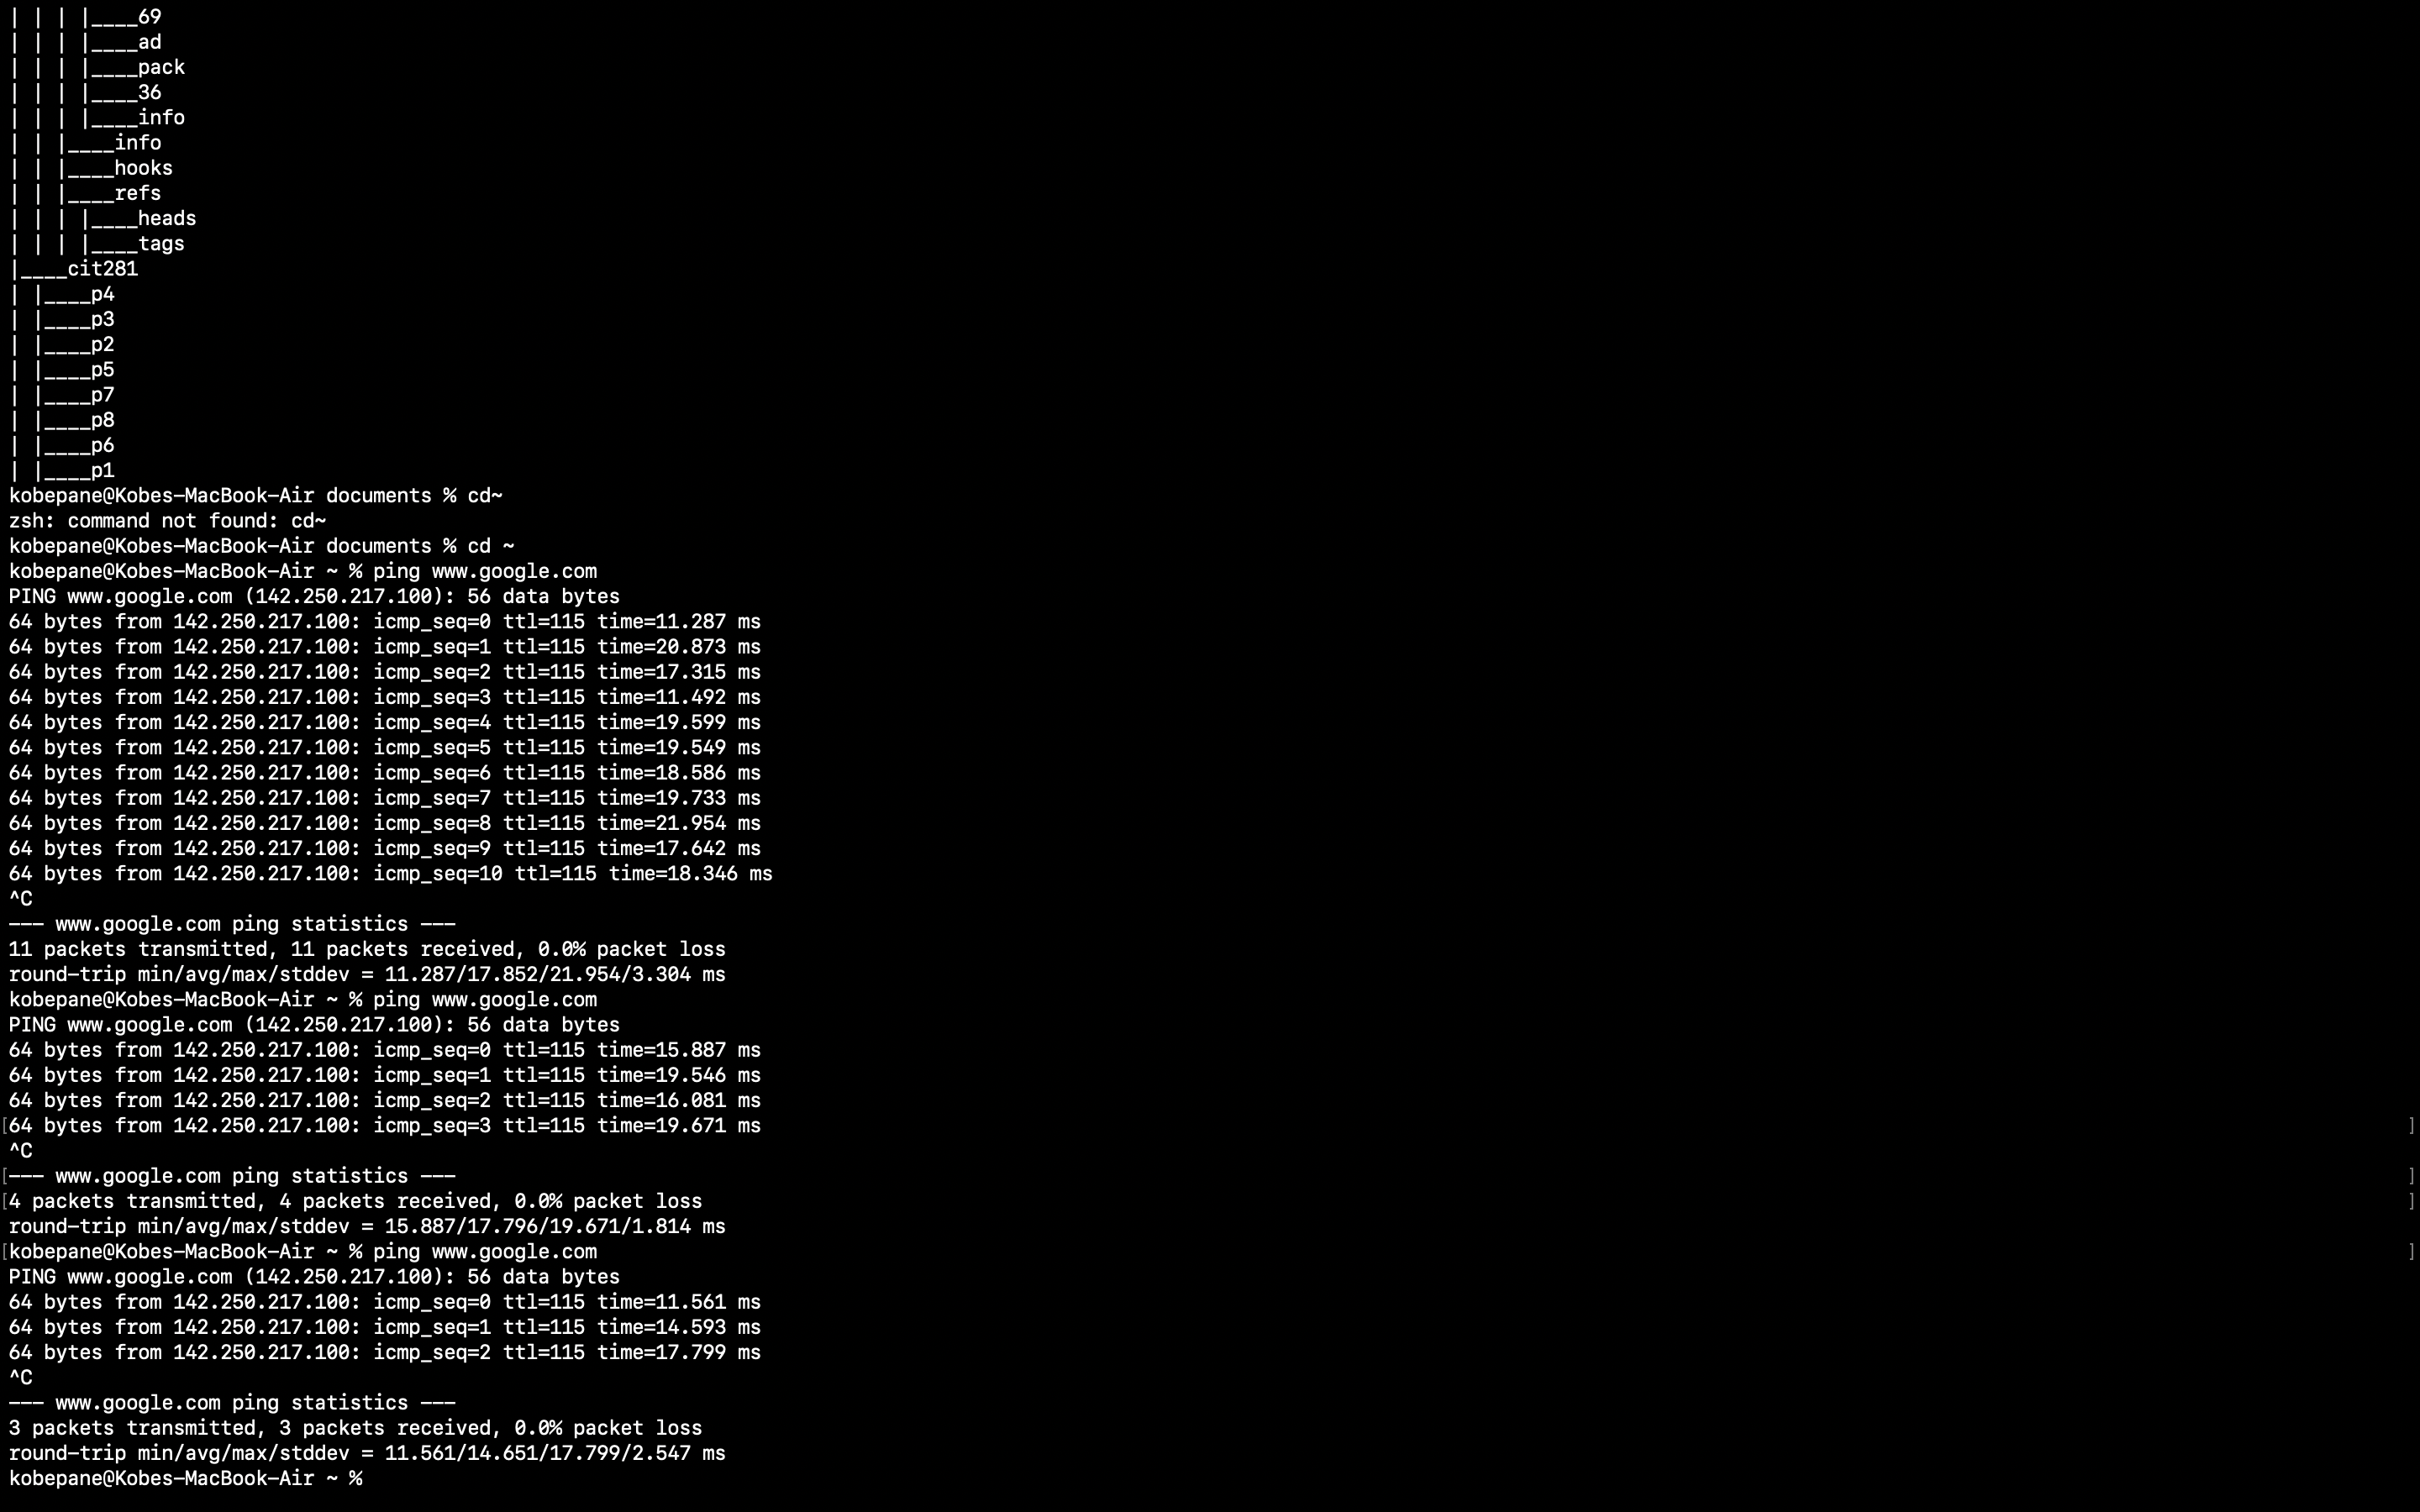 | | | |____69
| | | |____ad
| | | |____pack
| | | |____36
| | | |____info
| | |____info
| | |____hooks
| | |____refs
| | | |____heads
| | | |____tags
|____cit281
| |____p4
| |____p3
| |____p2
| |____p5
| |____p7
| |____p8
| |____p6
| |____p1
kobepane@Kobes-MacBook-Air documents % cd~
zsh: command not found: cd~
kobepane@Kobes-MacBook-Air documents % cd ~
kobepane@Kobes-MacBook-Air ~ % ping www.google.com
PING www.google.com (142.250.217.100): 56 data bytes
64 bytes from 142.250.217.100: icmp_seq=0 ttl=115 time=11.287 ms
64 bytes from 142.250.217.100: icmp_seq=1 ttl=115 time=20.873 ms
64 bytes from 142.250.217.100: icmp_seq=2 ttl=115 time=17.315 ms
64 bytes from 142.250.217.100: icmp_seq=3 ttl=115 time=11.492 ms
64 bytes from 142.250.217.100: icmp_seq=4 ttl=115 time=19.599 ms
64 bytes from 142.250.217.100: icmp_seq=5 ttl=115 time=19.549 ms
64 bytes from 142.250.217.100: icmp_seq=6 ttl=115 time=18.586 ms
64 bytes from 142.250.217.100: icmp_seq=7 ttl=115 time=19.733 ms
64 bytes from 142.250.217.100: icmp_seq=8 ttl=115 time=21.954 ms
64 bytes from 142.250.217.100: icmp_seq=9 ttl=115 time=17.642 ms
64 bytes from 142.250.217.100: icmp_seq=10 ttl=115 time=18.346 ms
^C
--- www.google.com ping statistics ---
11 packets transmitted, 11 packets received, 0.0% packet loss
round-trip min/avg/max/stddev = 11.287/17.852/21.954/3.304 ms
kobepane@Kobes-MacBook-Air ~ % ping www.google.com
PING www.google.com (142.250.217.100): 56 data bytes
64 bytes from 142.250.217.100: icmp_seq=0 ttl=115 time=15.887 ms
64 bytes from 142.250.217.100: icmp_seq=1 ttl=115 time=19.546 ms
64 bytes from 142.250.217.100: icmp_seq=2 ttl=115 time=16.081 ms
[64 bytes from 142.250.217.100: icmp_seq=3 ttl=115 time=19.671 ms ]
^C
[--- www.google.com ping statistics --- ]
[4 packets transmitted, 4 packets received, 0.0% packet loss ]
round-trip min/avg/max/stddev = 15.887/17.796/19.671/1.814 ms
[kobepane@Kobes-MacBook-Air ~ % ping www.google.com ]
PING www.google.com (142.250.217.100): 56 data bytes
64 bytes from 142.250.217.100: icmp_seq=0 ttl=115 time=11.561 ms
64 bytes from 142.250.217.100: icmp_seq=1 ttl=115 time=14.593 ms
64 bytes from 142.250.217.100: icmp_seq=2 ttl=115 time=17.799 ms
^C
--- www.google.com ping statistics ---
3 packets transmitted, 3 packets received, 0.0% packet loss
round-trip min/avg/max/stddev = 11.561/14.651/17.799/2.547 ms
kobepane@Kobes-MacBook-Air ~ %